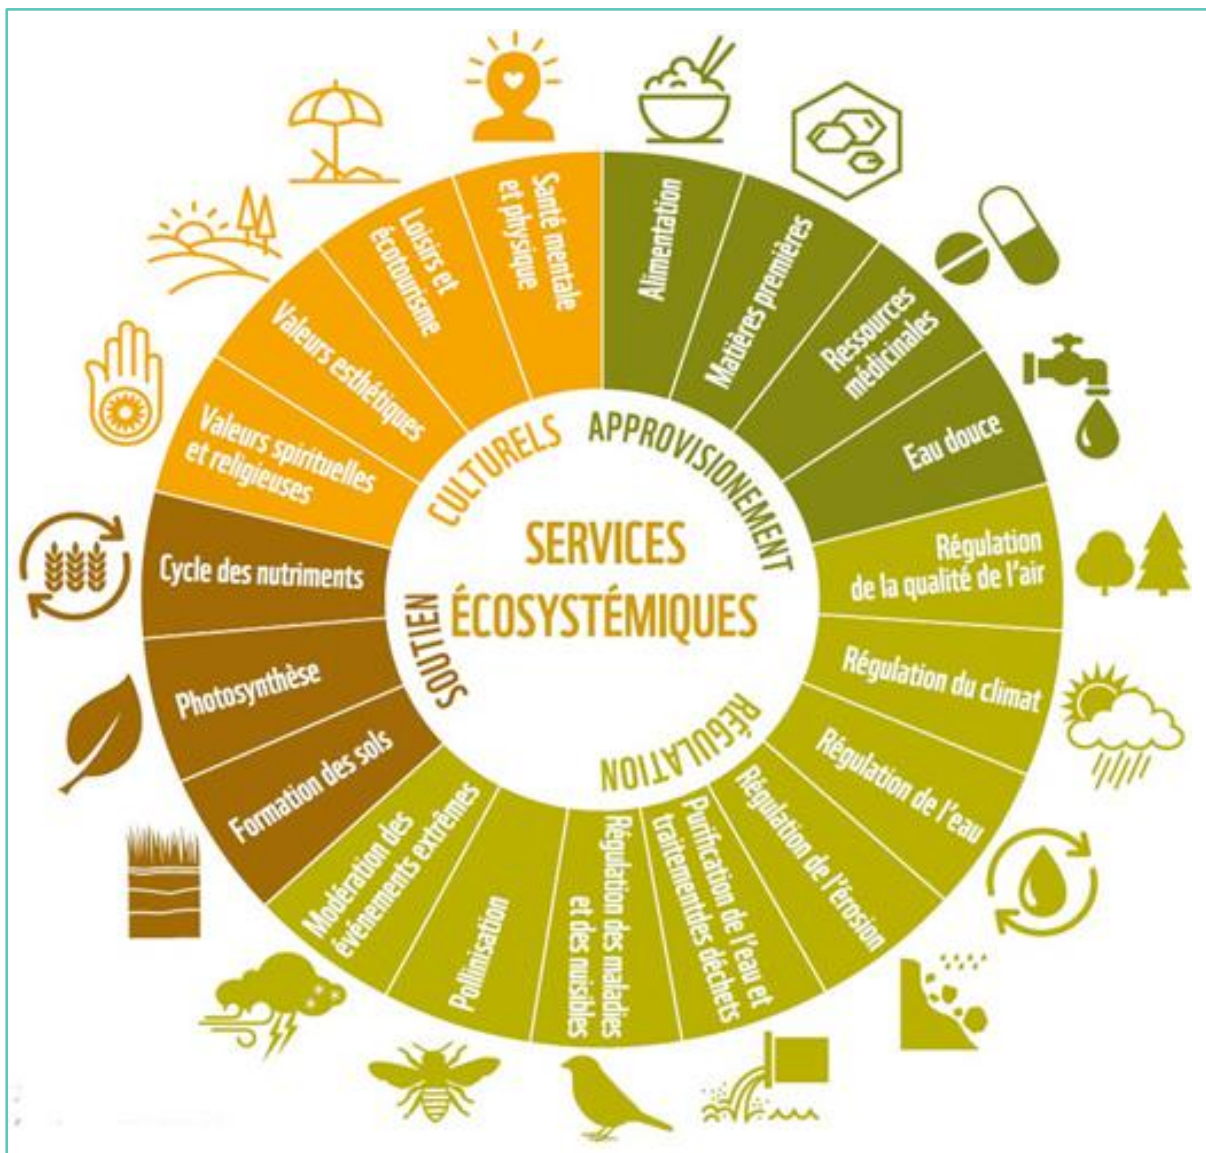 SERVICES
ÉCOSYSTÉMIQUES
APPROVISIONEMENT
Alimentation
Matières premières
Ressources
médicinales
Eau douce
RÉGULATION
Régulation
de la qualité de l'air
Régulation du climat
Régulation de l'eau
Régulation de l'érosion
Purification de l'eau et
traitementdes déchets
Régulation des maladies
et des nuisibles
Pollinisation
Modération des
événements extrêmes
SOUTIEN
Formation des sols
Photosynthèse
Cycle des nutriments
CULTURELS
Valeurs spirituelles
et religieuses
Valeurs esthétiques
Loisirs et
écotourisme
Santé mentale
et physique